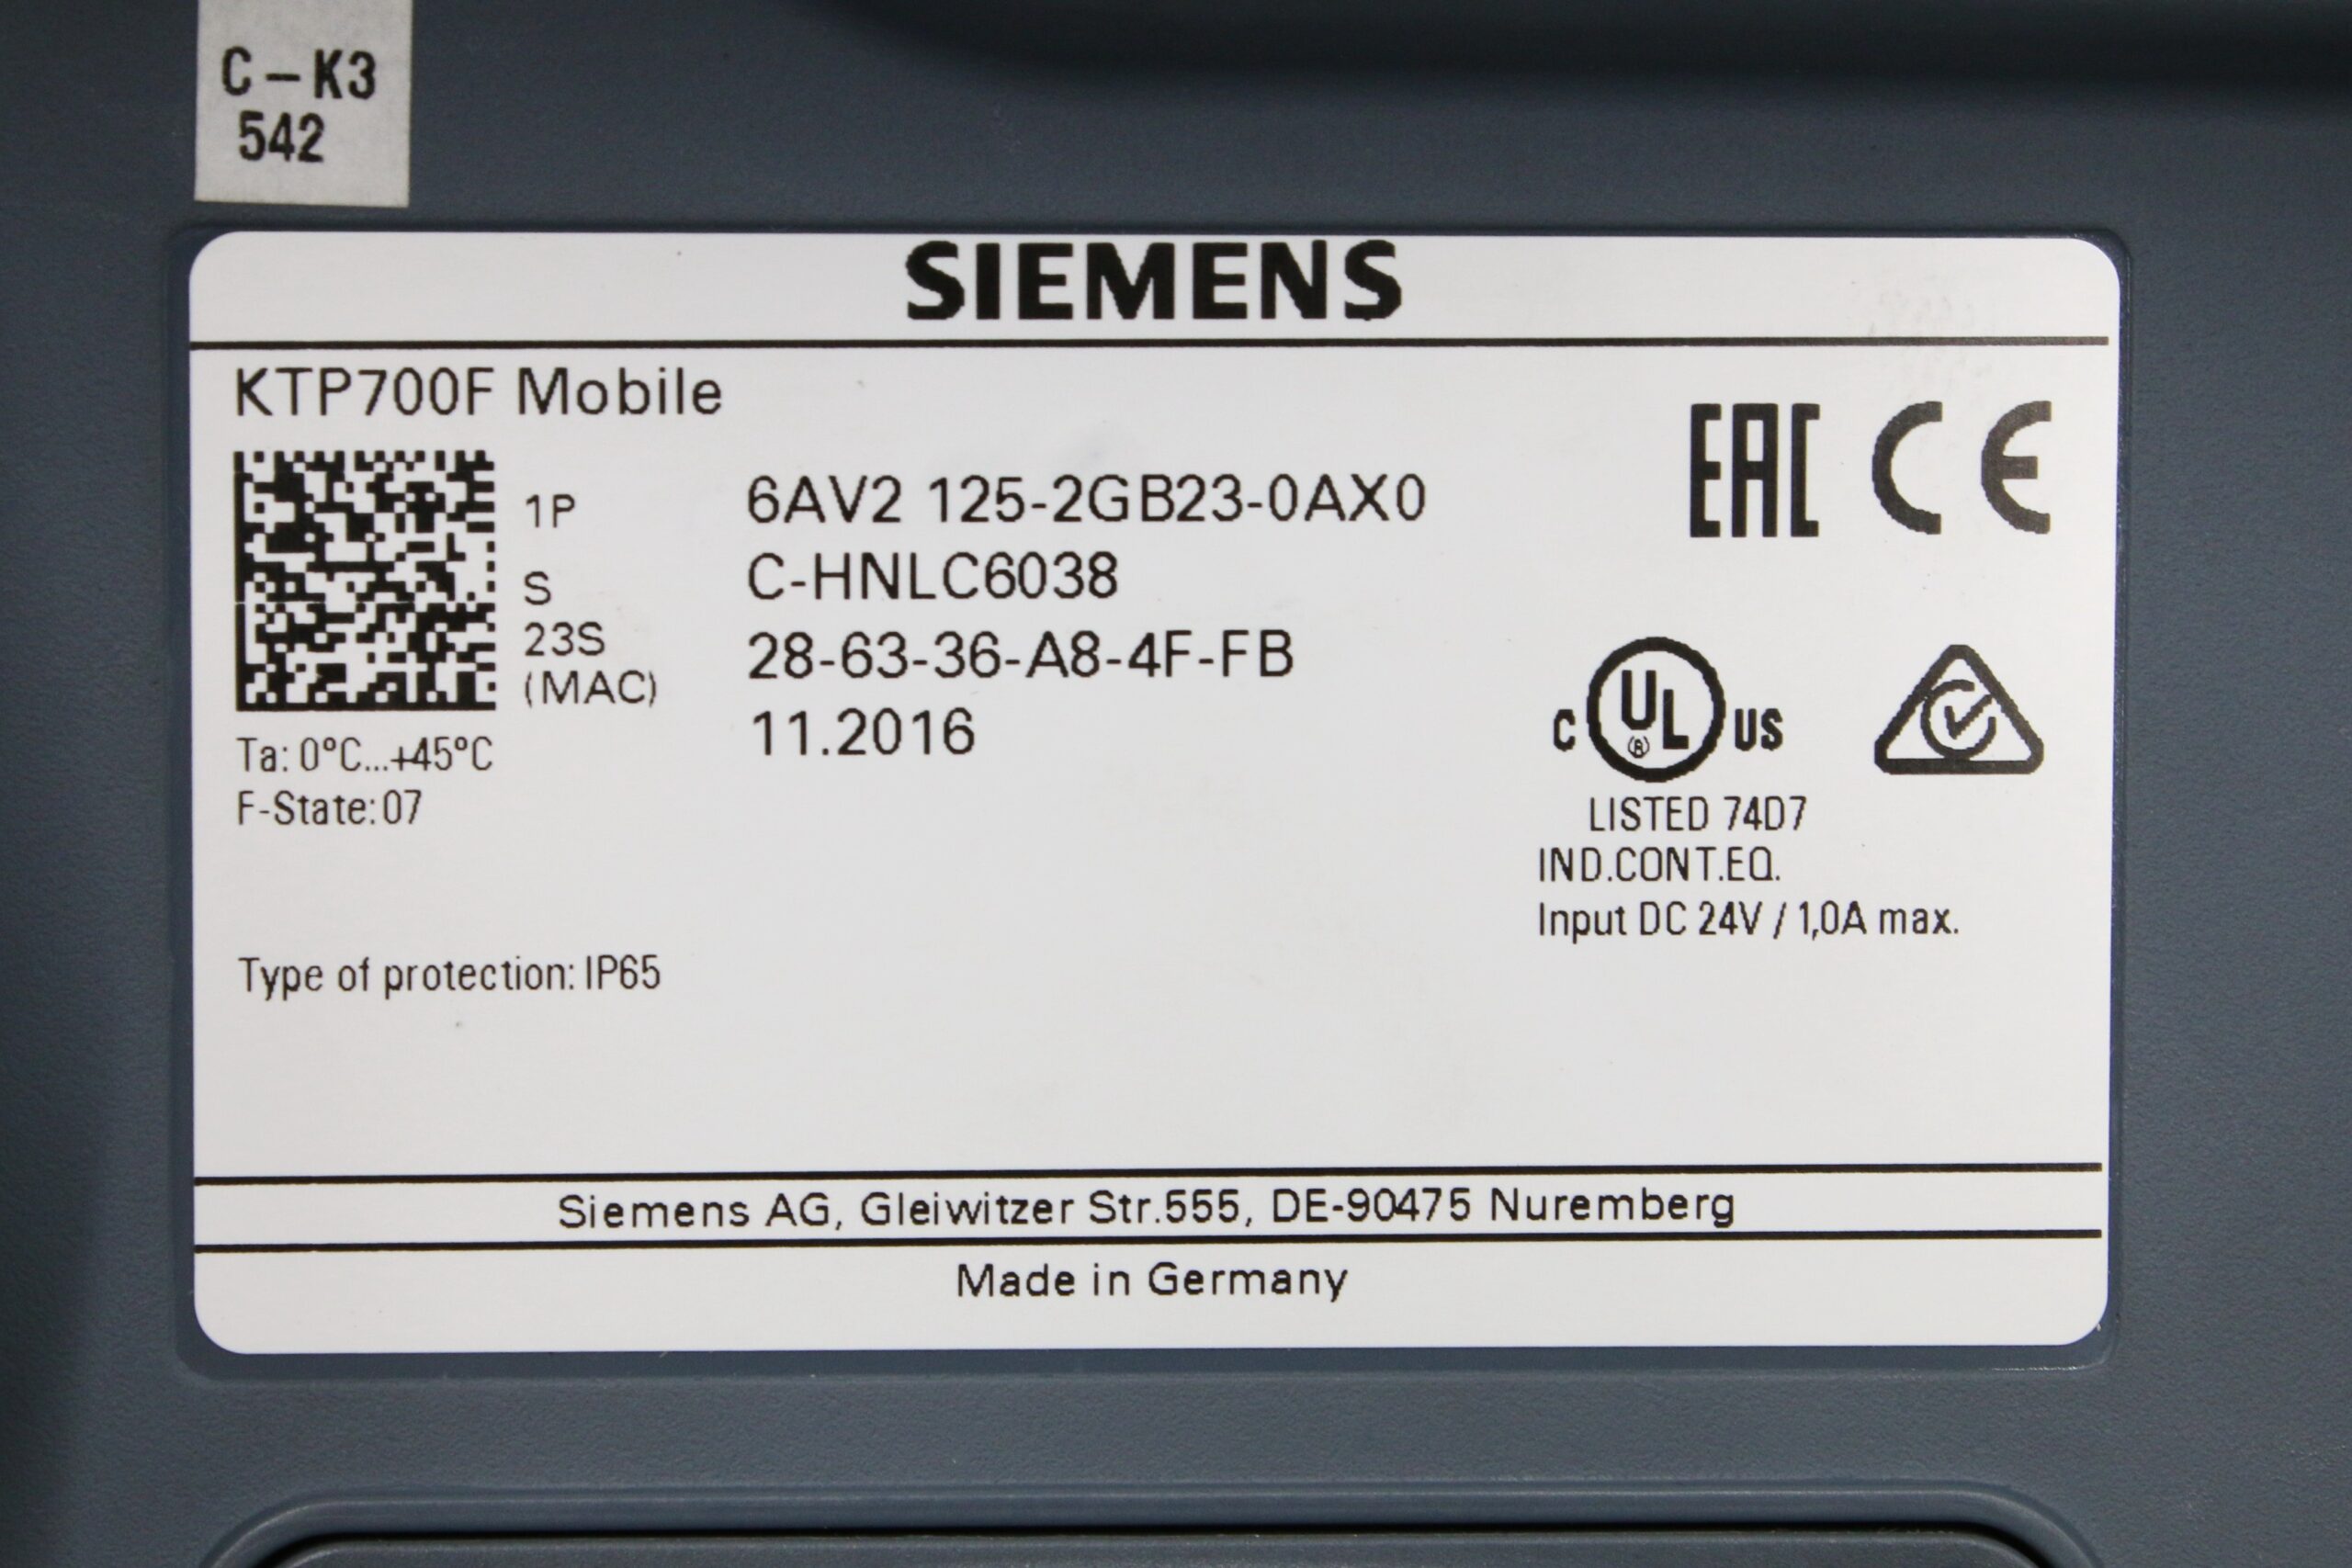 C-K3
542
SIEMENS
KTP700F Mobile
EAC CE
1P 6AV2 125-2GB23-0AX0
S C-HNLC6038
23S 28-63-36-A8-4F-FB
(MAC)
11.2016
Ta: 0°C...+45°C
F-State: 07
C UL US
®
LISTED 74D7
IND.CONT.EQ.
Input DC 24V / 1,0A max.
Type of protection: IP65
Siemens AG, Gleiwitzer Str.555, DE-90475 Nuremberg
Made in Germany